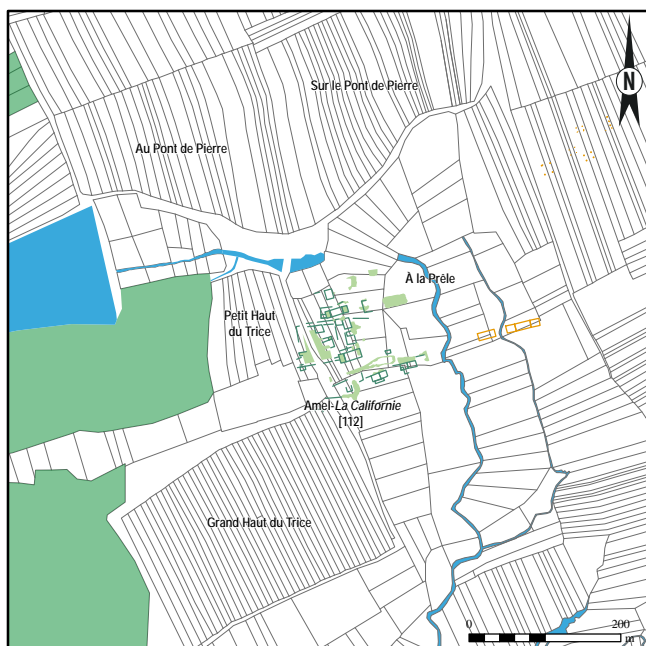 N
Sur le Pont de Pierre
Au Pont de Pierre
À la Prêle
Petit Haut
du Trice
Amel-La Californie
[112]
Grand Haut du Trice
0
200
m